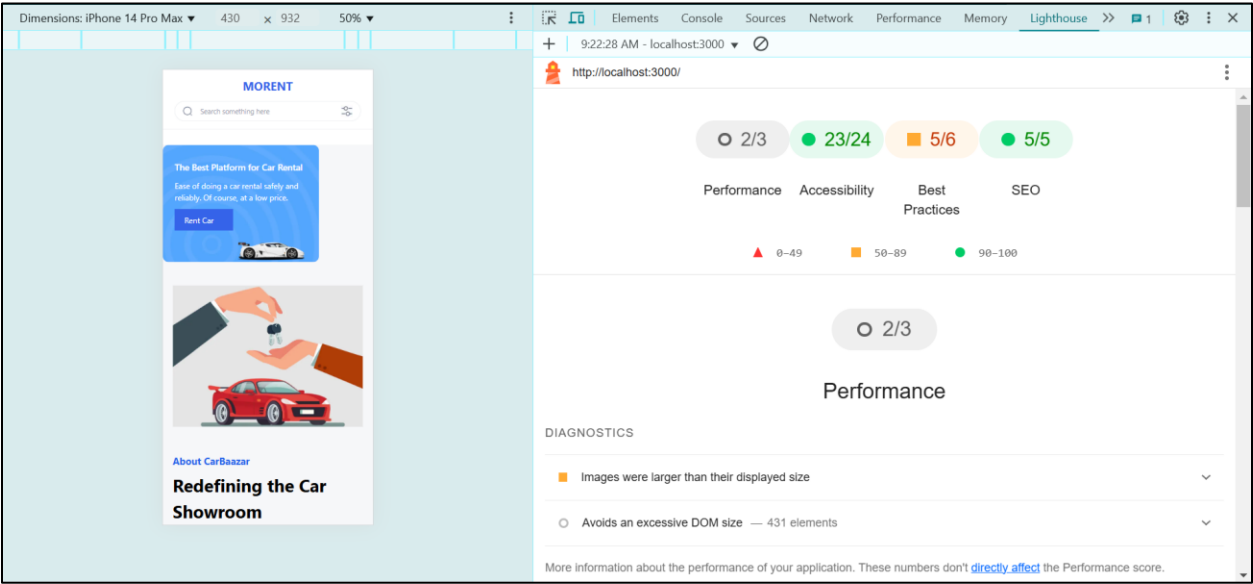 Dimensions: iPhone 14 Pro Max ▼ 430 x 932 50% ▼
Elements Console Sources Network Performance Memory Lighthouse 1
9:22:28 AM - localhost:3000 ▼
http://localhost:3000/
MORENT
Search something here
The Best Platform for Car Rental
Ease of doing a car rental safely and
reliably. Of course, at a low price.
Rent Car
About CarBaazar
Redefining the Car
Showroom
2/3 23/24 5/6 5/5
Performance Accessibility Best
Practices SEO
0–49 50–89 90–100
2/3
Performance
DIAGNOSTICS
Images were larger than their displayed size
Avoids an excessive DOM size — 431 elements
More information about the performance of your application. These numbers don't directly affect the Performance score.